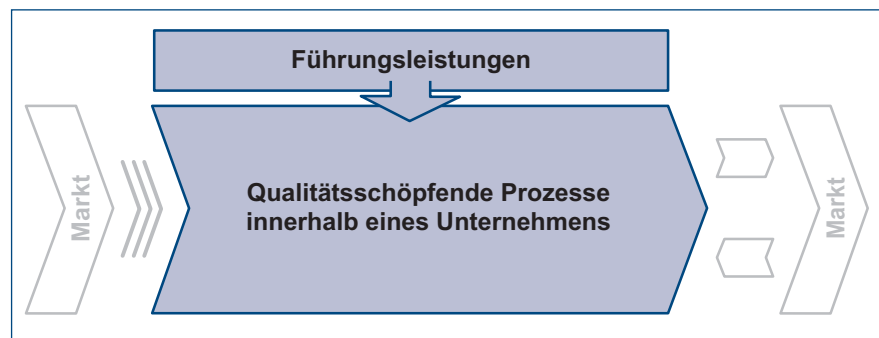 Führungsleistungen
Markt
Qualitätsschöpfende Prozesse
innerhalb eines Unternehmens
Markt